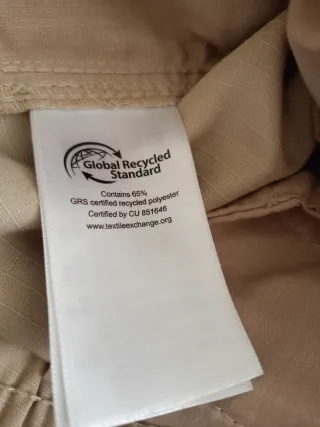 Global Recycled
Standard
Contains 65%
GRS certified recycled polyester
Certified by CU 851646
www.textileexchange.org